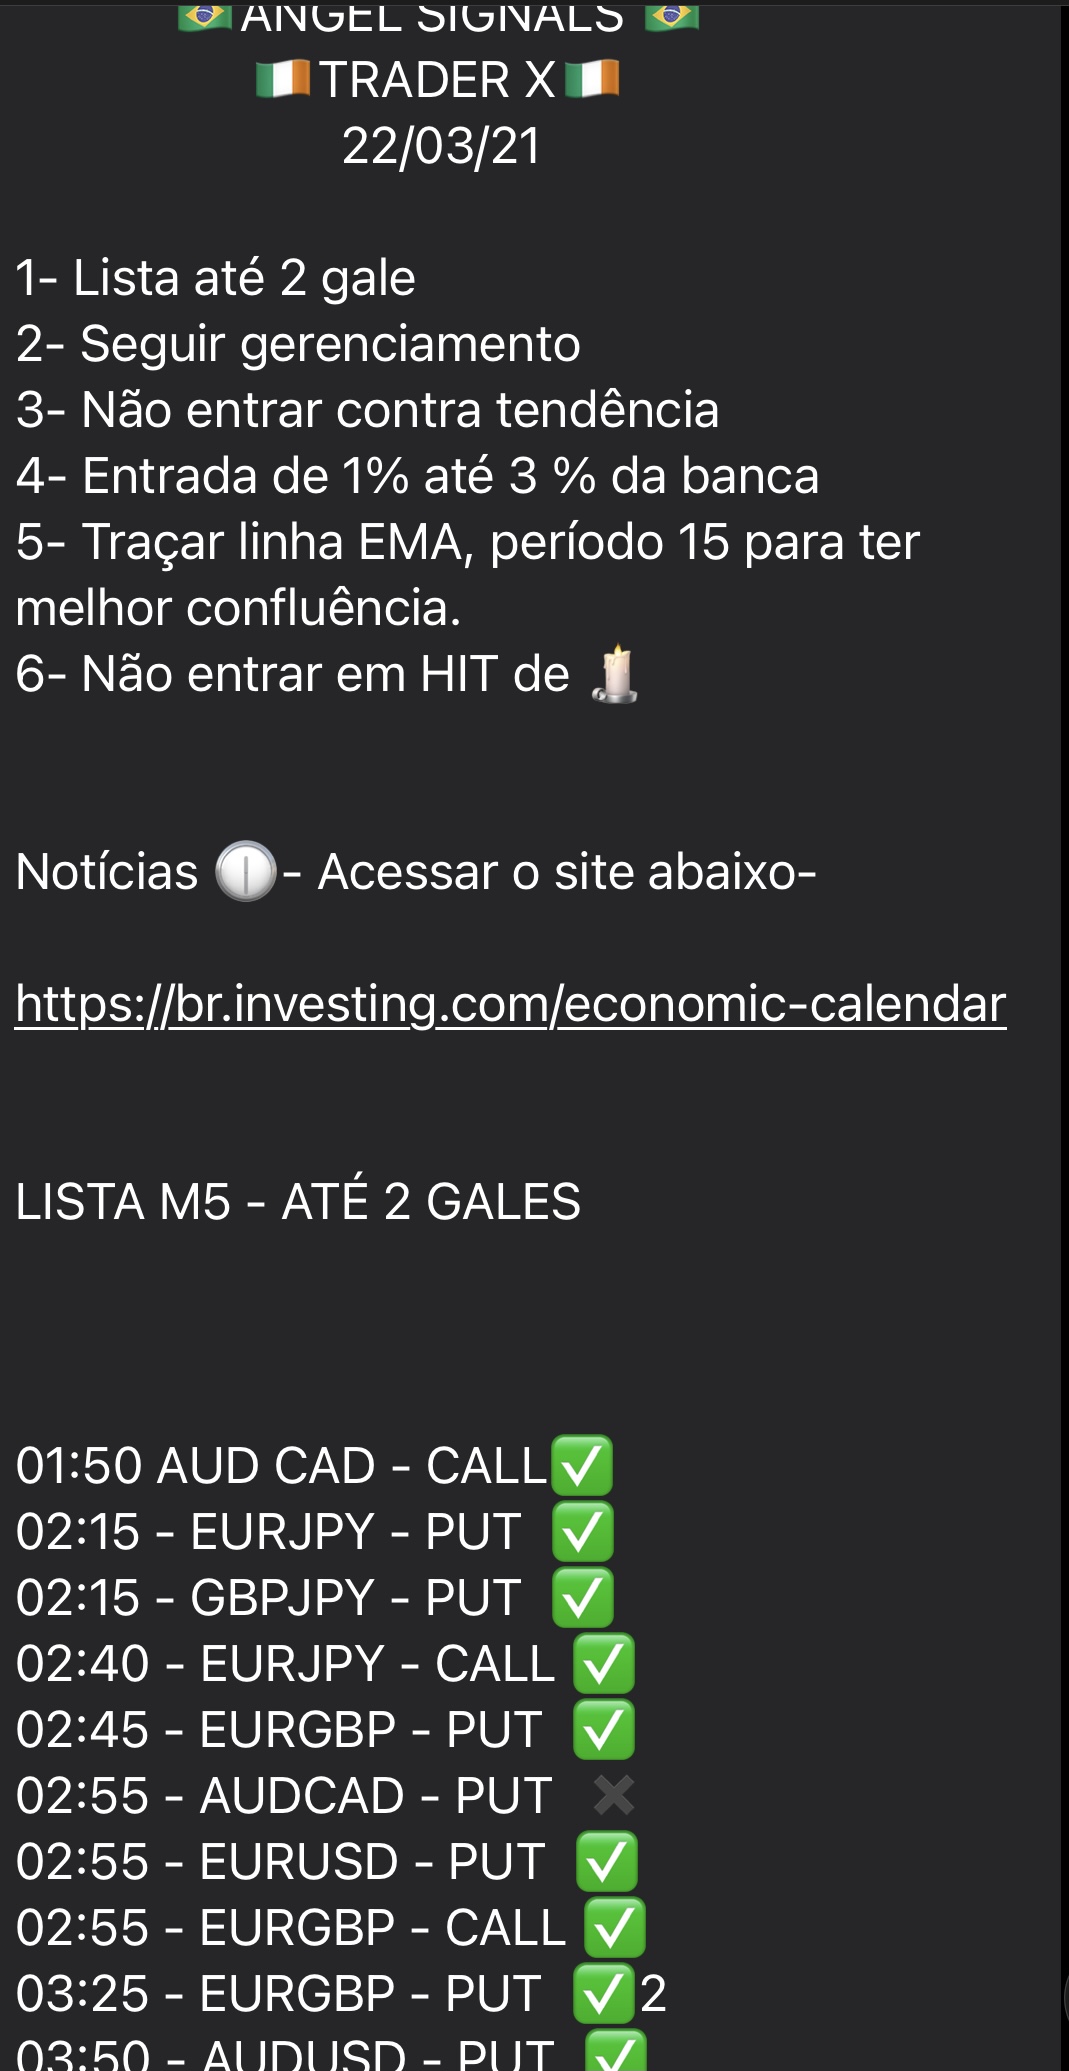 🇧🇷ANGEL SIGNALS 🇧🇷
🇮🇪TRADER X🇮🇪
22/03/21
1- Lista até 2 gale
2- Seguir gerenciamento
3- Não entrar contra tendência
4- Entrada de 1% até 3 % da banca
5- Traçar linha EMA, período 15 para ter
melhor confluência.
6- Não entrar em HIT de 🕯
Notícias 🕕- Acessar o site abaixo-
https://br.investing.com/economic-calendar
LISTA M5 - ATÉ 2 GALES
01:50 AUD CAD - CALL✅
02:15 - EURJPY - PUT ✅
02:15 - GBPJPY - PUT ✅
02:40 - EURJPY - CALL ✅
02:45 - EURGBP - PUT ✅
02:55 - AUDCAD - PUT ✖
02:55 - EURUSD - PUT ✅
02:55 - EURGBP - CALL ✅
03:25 - EURGBP - PUT ✅2
03:50 - AUDUSD - PUT ✅